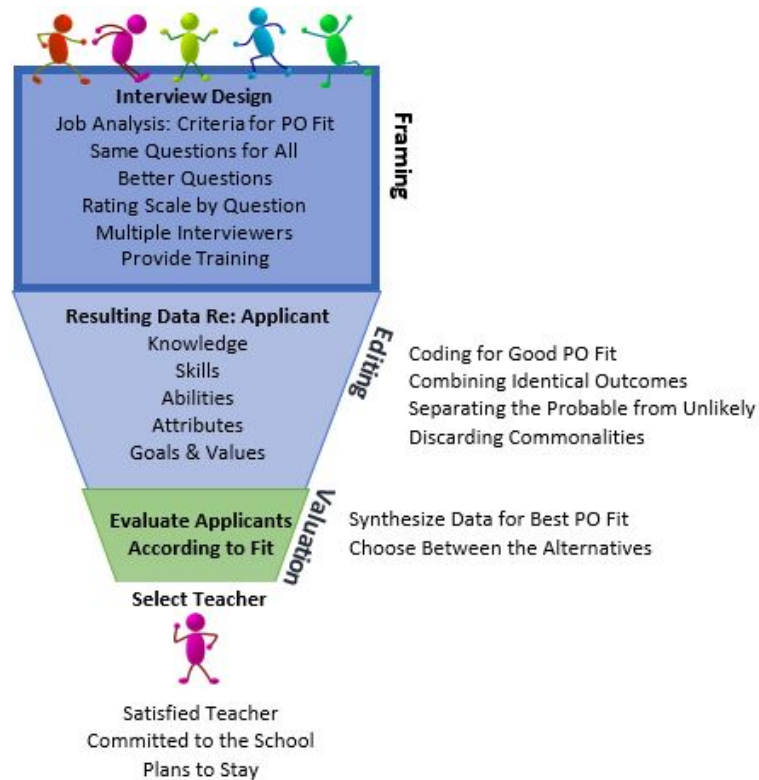 Interview Design
Job Analysis: Criteria for PO Fit
Same Questions for All
Better Questions
Rating Scale by Question
Multiple Interviewers
Provide Training
Framing
Resulting Data Re: Applicant
Knowledge
Skills
Abilities
Attributes
Goals & Values
Editing
Coding for Good PO Fit
Combining Identical Outcomes
Separating the Probable from Unlikely
Discarding Commonalities
Evaluate Applicants
According to Fit
Valuation
Synthesize Data for Best PO Fit
Choose Between the Alternatives
Select Teacher
Satisfied Teacher
Committed to the School
Plans to Stay